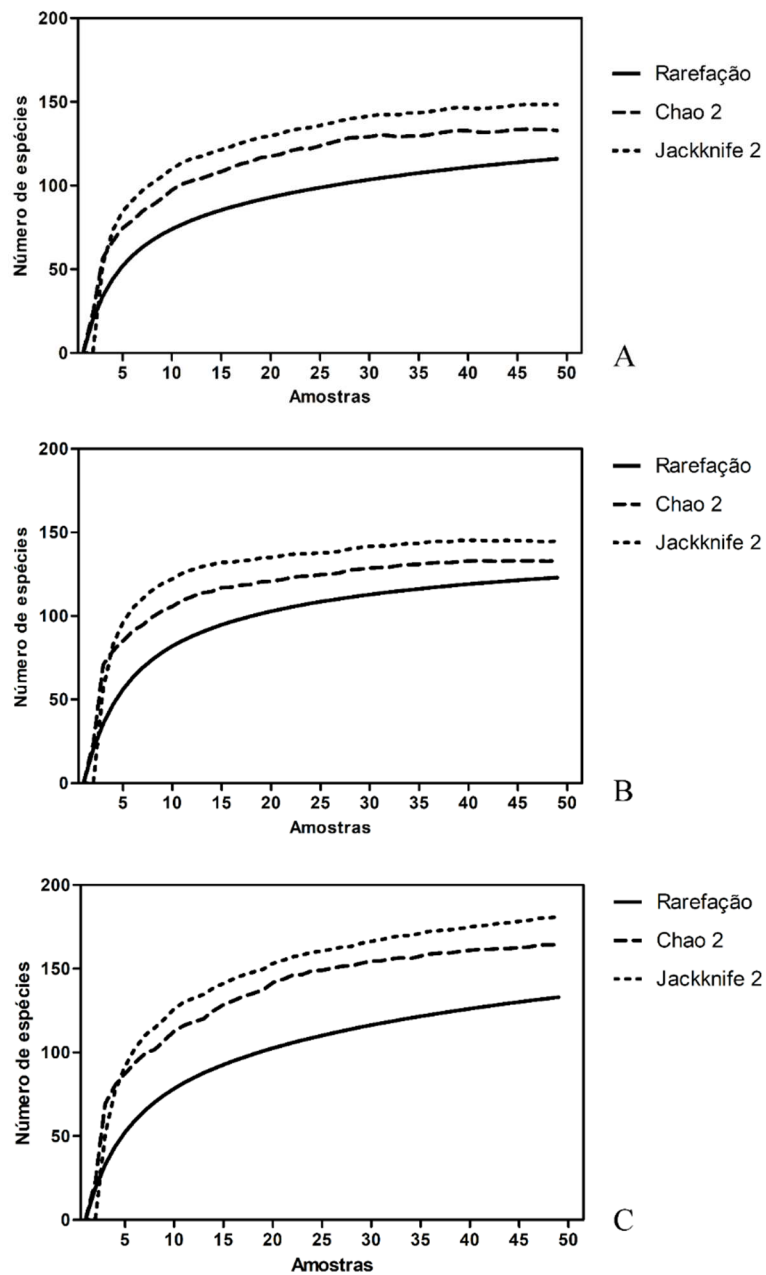 Número de espécies
200
150
100
50
0
5 10 15 20 25 30 35 40 45 50
Amostras
Rarefação
Chao 2
Jackknife 2
A
Número de espécies
200
150
100
50
0
5 10 15 20 25 30 35 40 45 50
Amostras
Rarefação
Chao 2
Jackknife 2
B
Número de espécies
200
150
100
50
0
5 10 15 20 25 30 35 40 45 50
Amostras
Rarefação
Chao 2
Jackknife 2
C